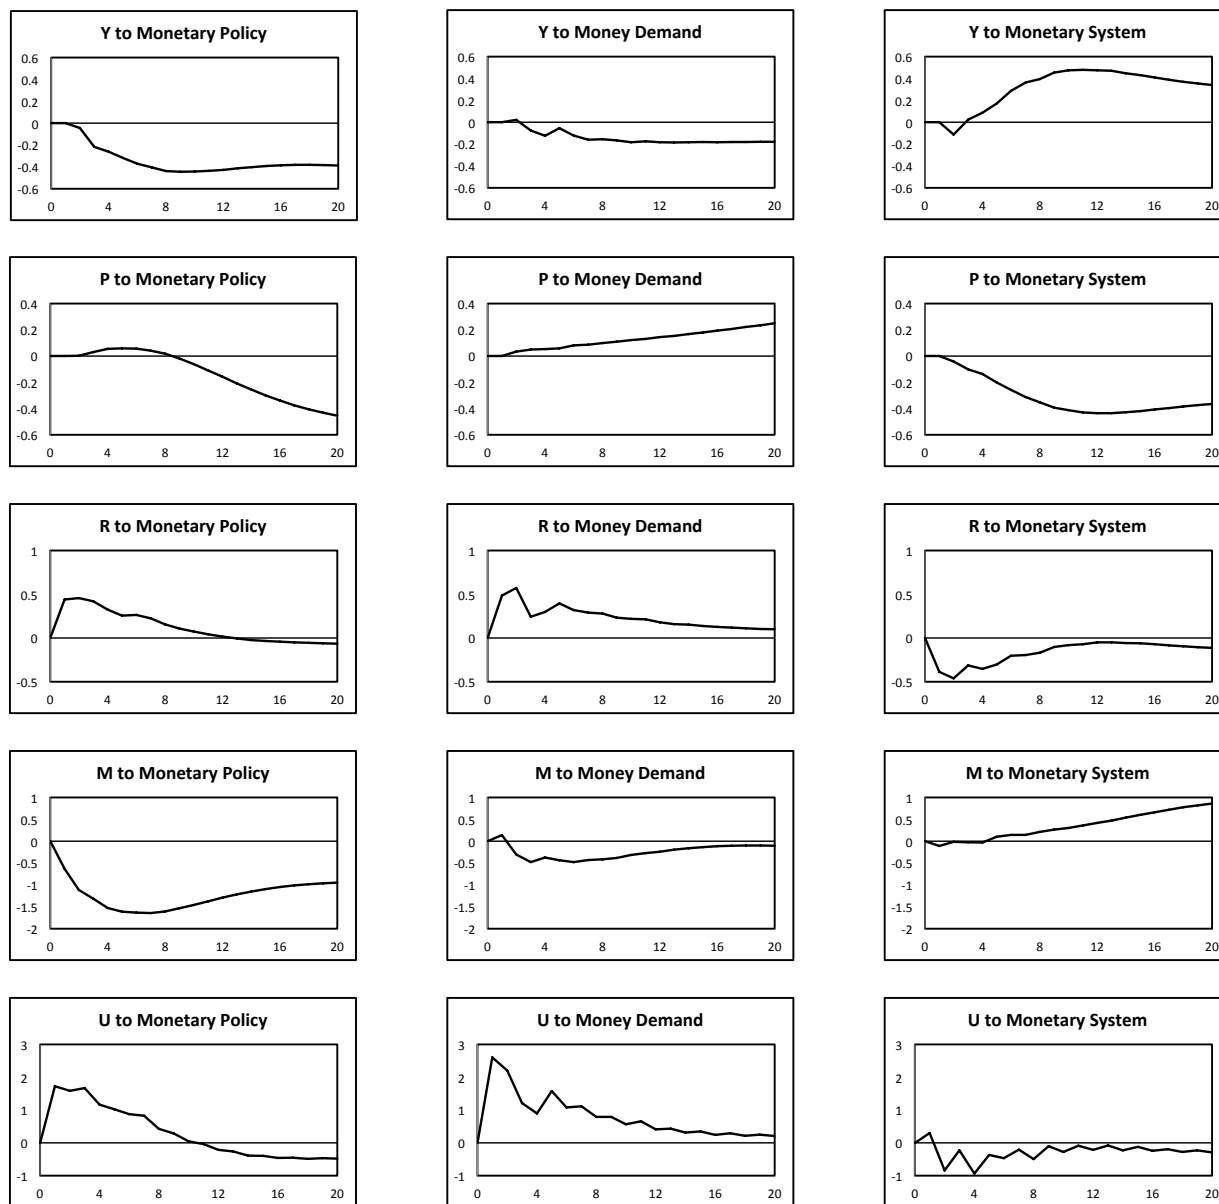 Y to Monetary Policy
0.6
0.4
0.2
0
-0.2
-0.4
-0.6
0 4 8 12 16 20
Y to Money Demand
0.6
0.4
0.2
0
-0.2
-0.4
-0.6
0 4 8 12 16 20
Y to Monetary System
0.6
0.4
0.2
0
-0.2
-0.4
-0.6
0 4 8 12 16 20
P to Monetary Policy
0.4
0.2
0
-0.2
-0.4
-0.6
0 4 8 12 16 20
P to Money Demand
0.4
0.2
0
-0.2
-0.4
-0.6
0 4 8 12 16 20
P to Monetary System
0.4
0.2
0
-0.2
-0.4
-0.6
0 4 8 12 16 20
R to Monetary Policy
1
0.5
0
-0.5
0 4 8 12 16 20
R to Money Demand
1
0.5
0
-0.5
0 4 8 12 16 20
R to Monetary System
1
0.5
0
-0.5
0 4 8 12 16 20
M to Monetary Policy
1
0.5
0
-0.5
-1
-1.5
-2
0 4 8 12 16 20
M to Money Demand
1
0.5
0
-0.5
-1
-1.5
-2
0 4 8 12 16 20
M to Monetary System
1
0.5
0
-0.5
-1
-1.5
-2
0 4 8 12 16 20
U to Monetary Policy
3
2
1
0
-1
0 4 8 12 16 20
U to Money Demand
3
2
1
0
-1
0 4 8 12 16 20
U to Monetary System
3
2
1
0
-1
0 4 8 12 16 20